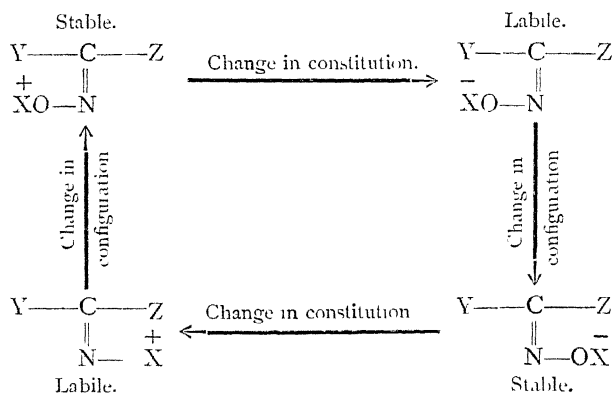 Stable.
Labile.
Y—C—Z
Change in constitution.
Y—C—Z
+
XO—N
−
XO—N
Change in configuration
Change in configuration
Y—C—Z
Change in constitution
Y—C—Z
+
N—X
−
N—OX
Labile.
Stable.